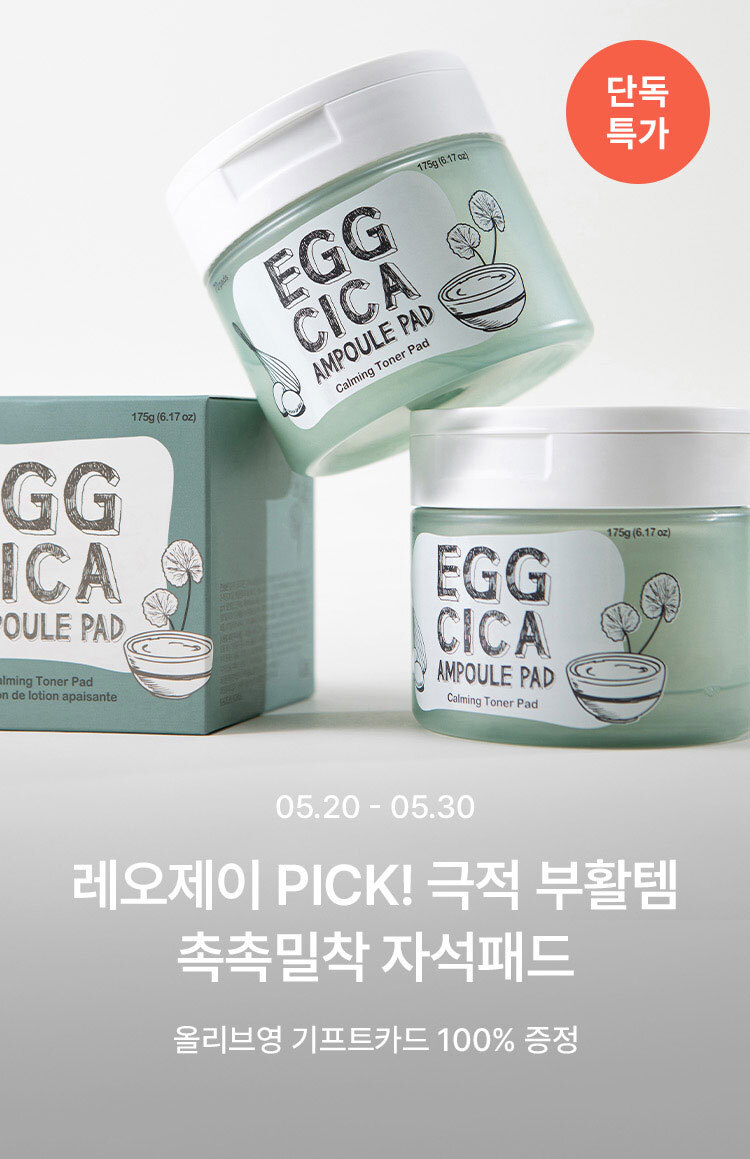 단독
특가
175g (6.17 oz)
EGG
CICA
AMPOULE PAD
Calming Toner Pad
175g (6.17 oz)
GG
ICA
POULE PAD
alming Toner Pad
on de lotion apaisante
175g (6.17 oz)
EGG
CICA
AMPOULE PAD
Calming Toner Pad
05.20 - 05.30
레오제이 PICK! 극적 부활템
촉촉밀착 자석패드
올리브영 기프트카드 100% 증정